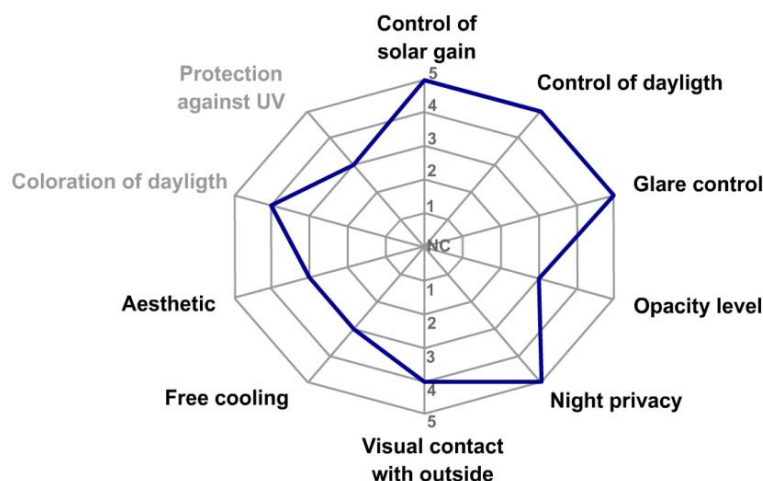 Control of
solar gain
Protection
against UV
5
Control of dayligth
4
3
Coloration of dayligth
Glare control
2
1
NC
1
Aesthetic
Opacity level
2
3
Free cooling
4
Night privacy
5
Visual contact
with outside